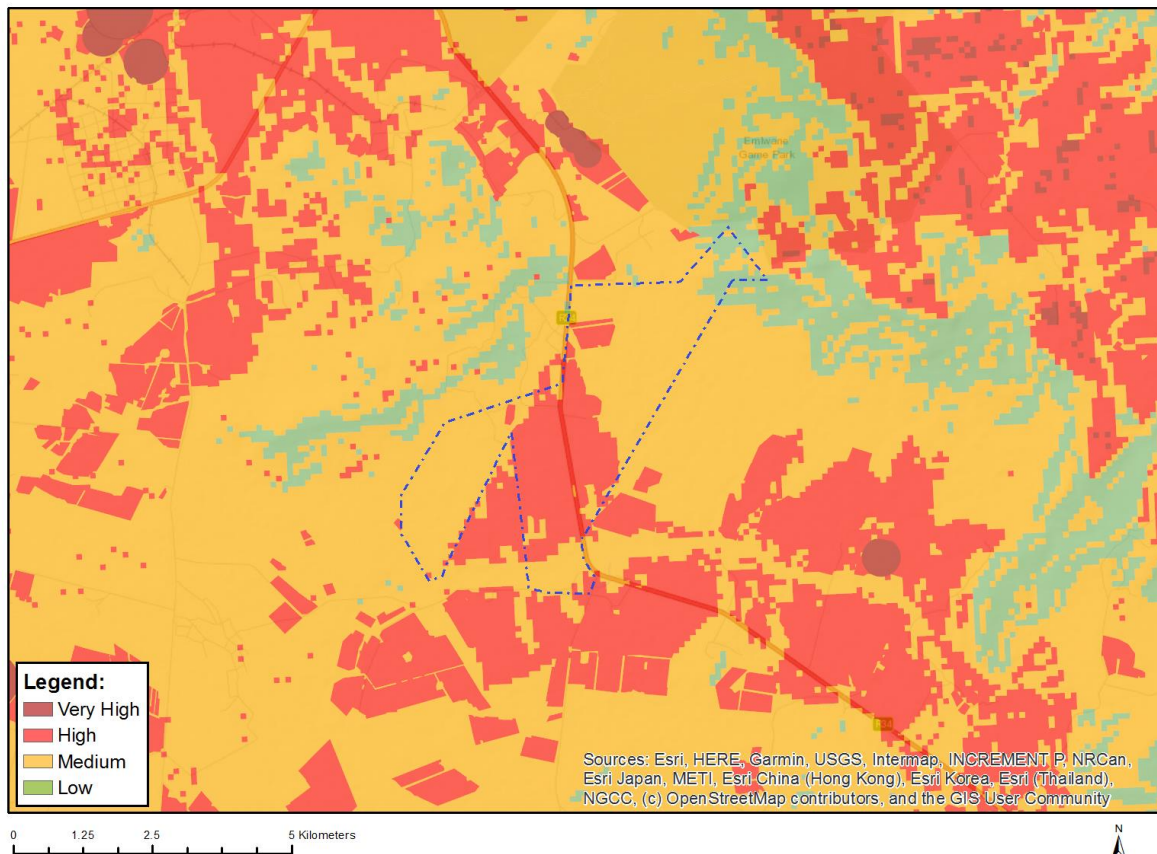 Emlwane
Game Park
R34
Legend:
Very High
High
Medium
Low
Sources: Esri, HERE, Garmin, USGS, Intermap, INCREMENT P, NRCan,
Esri Japan, METI, Esri China (Hong Kong), Esri Korea, Esri (Thailand),
NGCC, (c) OpenStreetMap contributors, and the GIS User Community
0 1.25 2.5 5 Kilometers
N